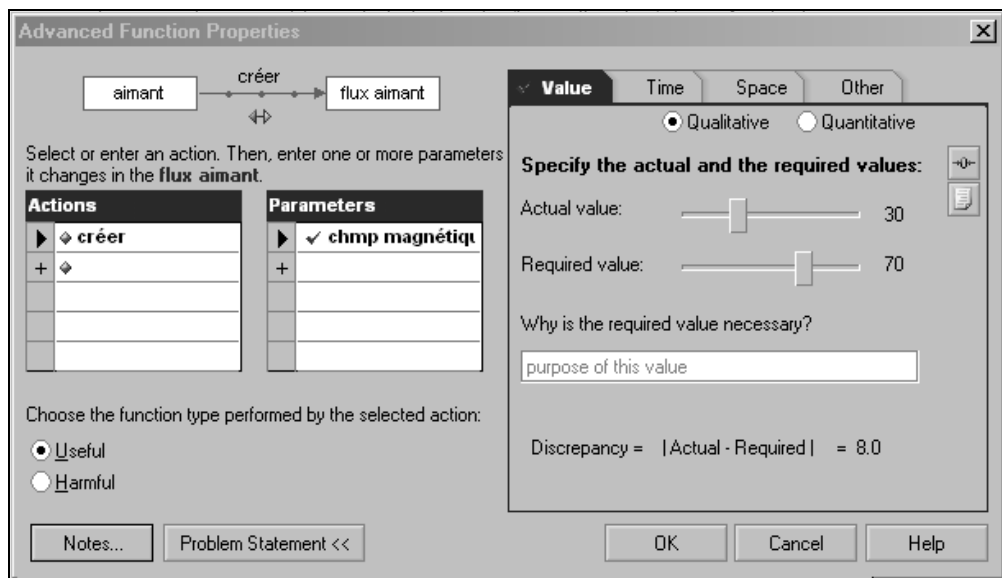 Advanced Function Properties
aimant
créer
flux aimant
Select or enter an action. Then, enter one or more parameters
it changes in the flux aimant.
Actions
créer
Parameters
chmp magnétiqu
Choose the function type performed by the selected action:
Useful
Harmful
Notes...
Problem Statement <<
Value
Time
Space
Other
Qualitative
Quantitative
Specify the actual and the required values:
Actual value:
30
Required value:
70
Why is the required value necessary?
purpose of this value
Discrepancy = |Actual - Required| = 8.0
OK
Cancel
Help